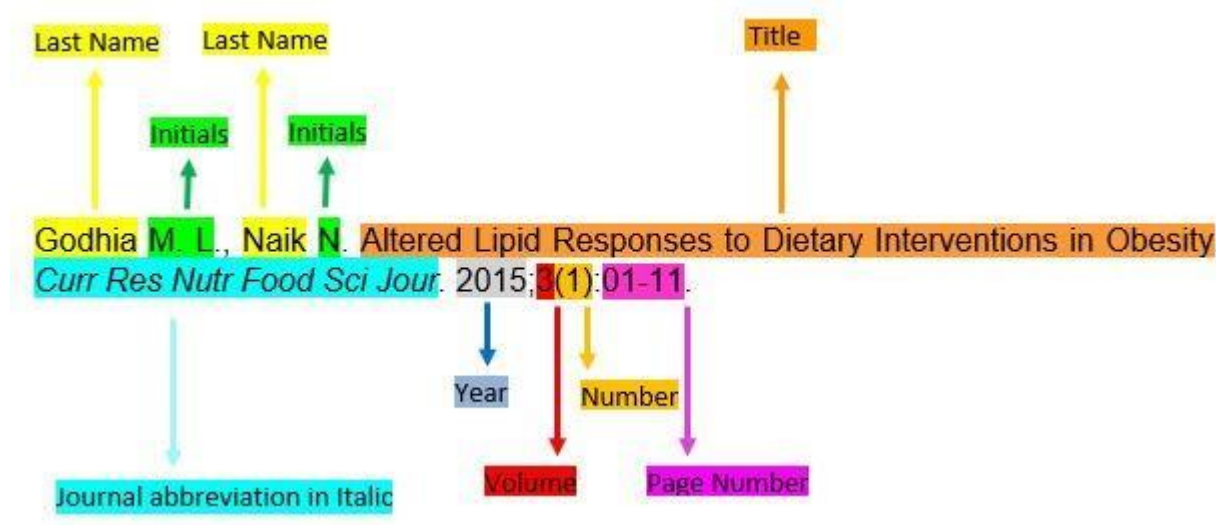 Last Name Last Name Title
Initials Initials
Godhia M. L., Naik N. Altered Lipid Responses to Dietary Interventions in Obesity
Curr Res Nutr Food Sci Jour. 2015;3(1):01-11.
Year Number
Journal abbreviation in Italic Volume Page Number